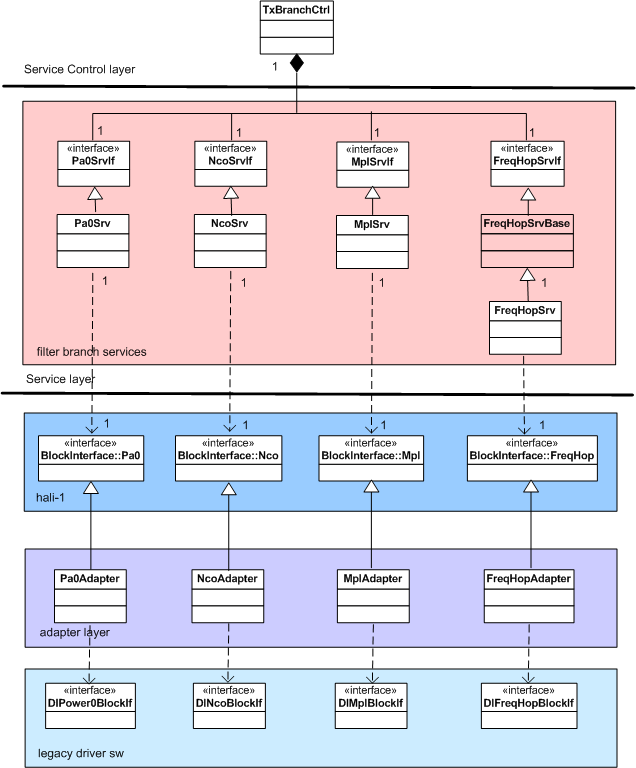 TxBranchCtrl
1
Service Control layer
1 1 1 1
«interface» «interface» «interface» «interface»
Pa0SrvIf NcoSrvIf MplSrvIf FreqHopSrvIf
Pa0Srv NcoSrv MplSrv FreqHopSrvBase
1 1 1 1
FreqHopSrv
filter branch services
Service layer
1 1 1 1
«interface» «interface» «interface» «interface»
BlockInterface::Pa0 BlockInterface::Nco BlockInterface::Mpl BlockInterface::FreqHop
hali-1
Pa0Adapter NcoAdapter MplAdapter FreqHopAdapter
adapter layer
«interface» «interface» «interface» «interface»
DlPower0BlockIf DlNcoBlockIf DlMplBlockIf DlFreqHopBlockIf
legacy driver sw